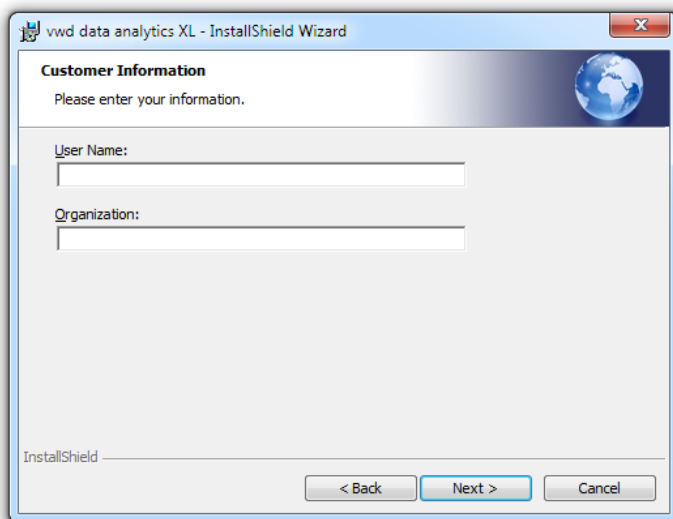 vwd data analytics XL - InstallShield Wizard
Customer Information
Please enter your information.
User Name:
Organization:
InstallShield
< Back Next > Cancel